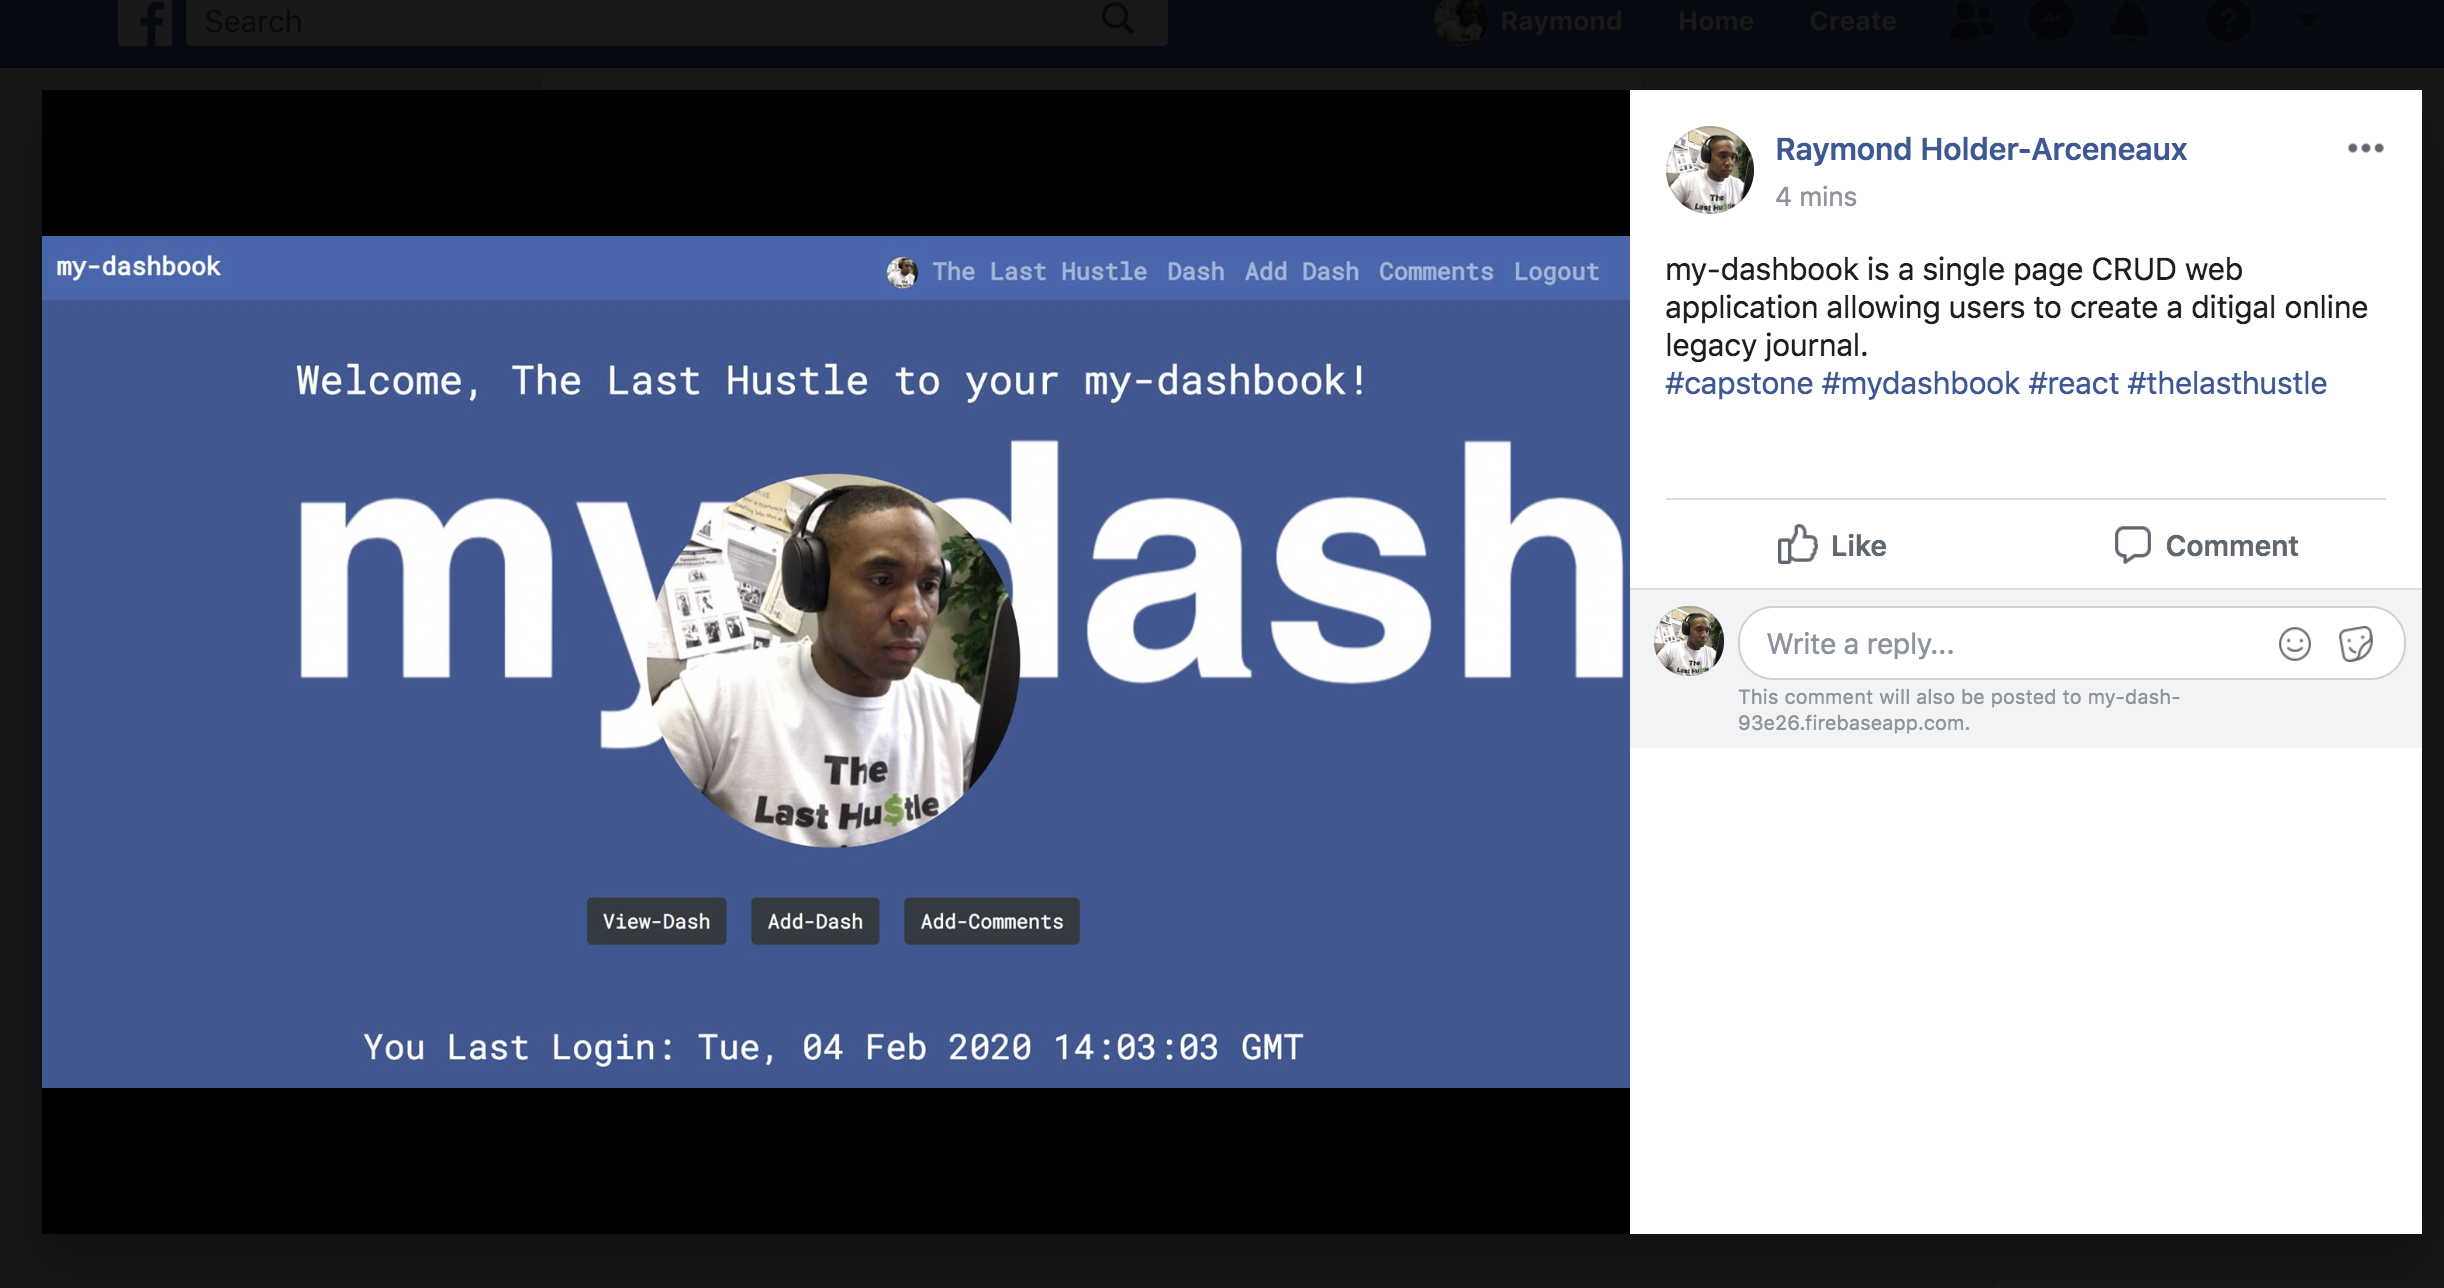 Search
Raymond
Home
Create
my-dashbook
The Last Hustle
Dash
Add Dash
Comments
Logout
Welcome, The Last Hustle to your my-dashbook!
my dash
The
Last Hu$tle
View-Dash
Add-Dash
Add-Comments
You Last Login: Tue, 04 Feb 2020 14:03:03 GMT
Raymond Holder-Arceneaux
4 mins
my-dashbook is a single page CRUD web
application allowing users to create a ditigal online
legacy journal.
#capstone #mydashbook #react #thelasthustle
Like
Comment
Write a reply...
This comment will also be posted to my-dash-
93e26.firebaseapp.com.